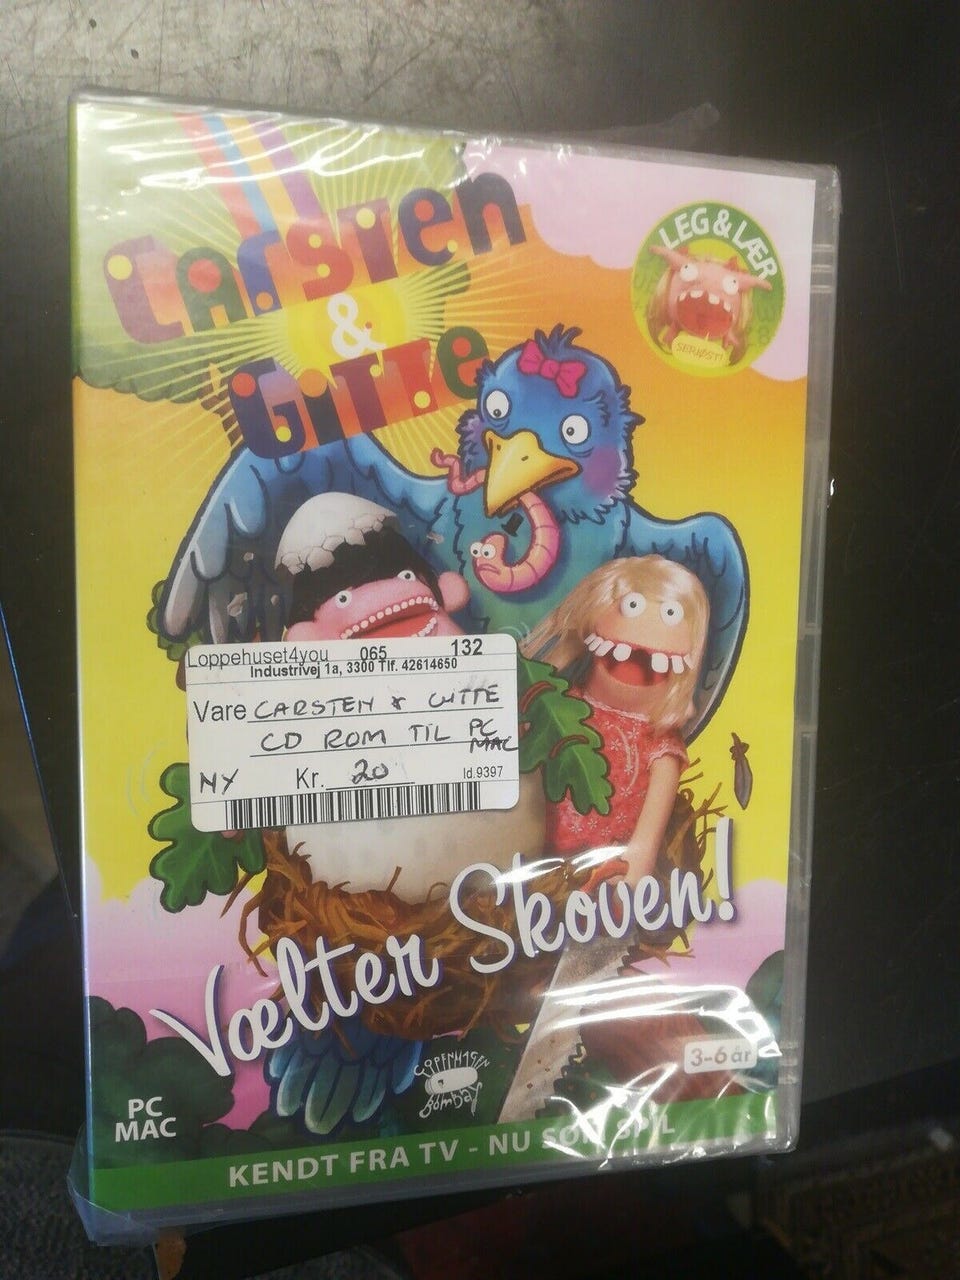 Carsten
&
Gitte
LEG & LÆR
SERIØST!
Loppehuset4you 065 132
Industrivej 1a, 3300 Tlf. 42614650
Vare CARSTEN & GITTE
CD ROM TIL PC
MAC
NY Kr. 20 Id.9397
Vælter Skoven!
3-6 år
COPENHAGEN
BOMBAY
PC
MAC
KENDT FRA TV - NU SOM SPIL